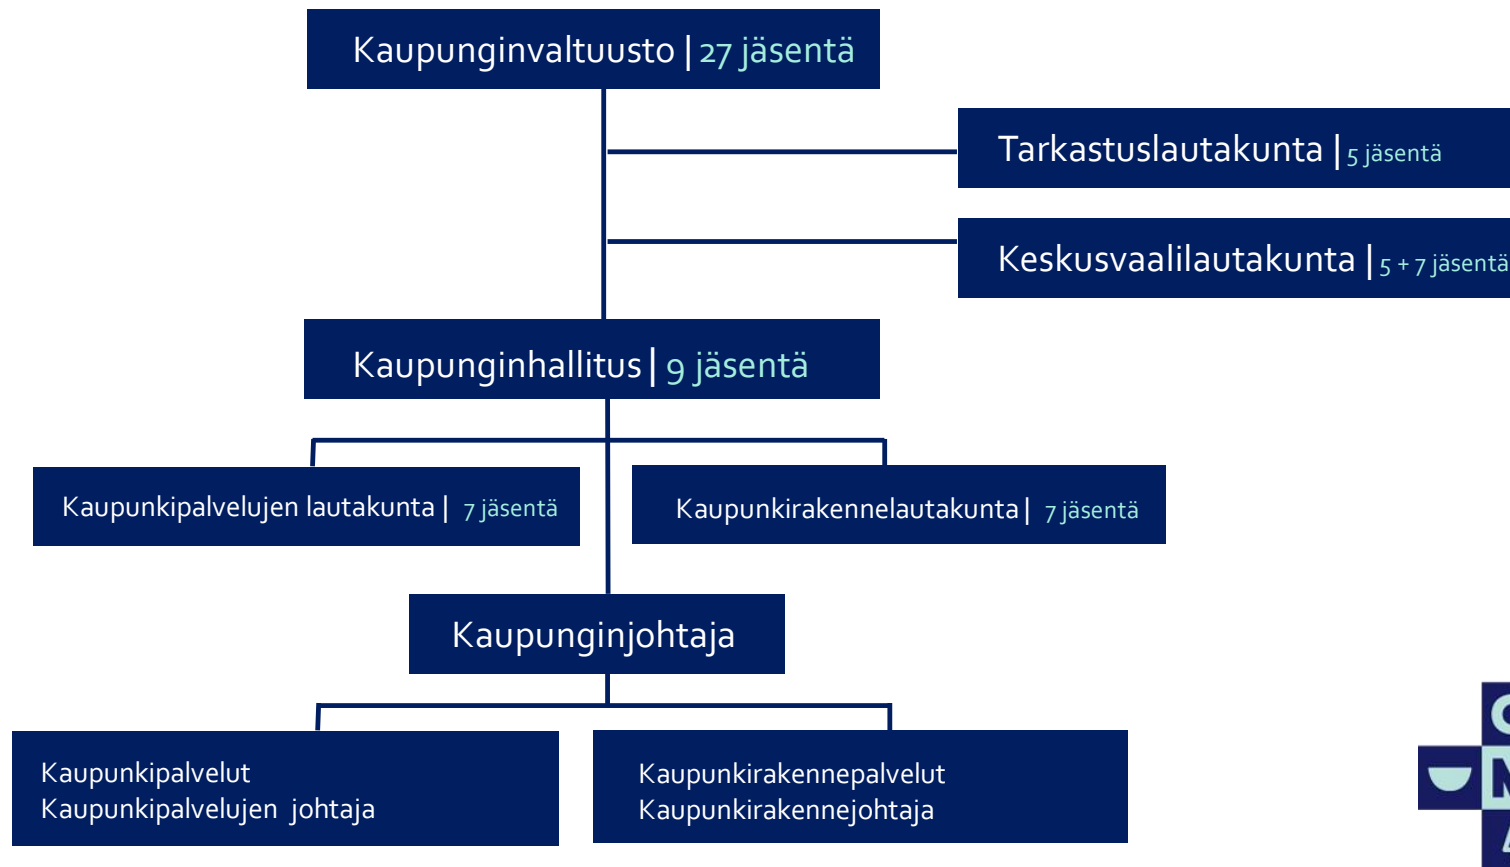 Kaupunginvaltuusto | 27 jäsentä
Tarkastuslautakunta | 5 jäsentä
Keskusvaalilautakunta | 5 + 7 jäsentä
Kaupunginhallitus | 9 jäsentä
Kaupunkipalvelujen lautakunta | 7 jäsentä
Kaupunkirakennelautakunta | 7 jäsentä
Kaupunginjohtaja
Kaupunkipalvelut
Kaupunkipalvelujen johtaja
Kaupunkirakennepalvelut
Kaupunkirakennejohtaja